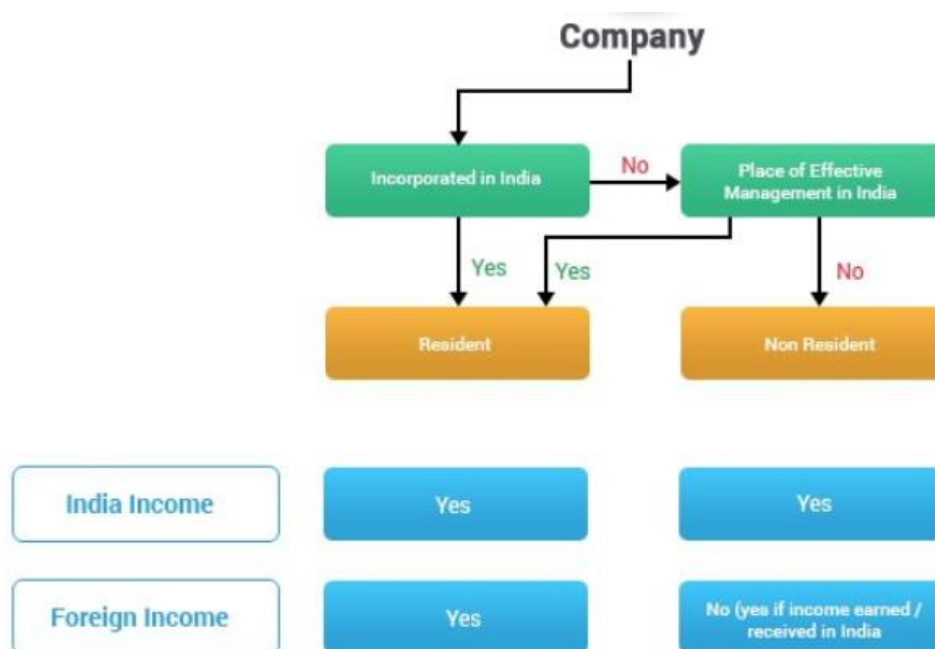 Company
Incorporated in India
No
Place of Effective
Management in India
Yes
Yes
No
Resident
Non Resident
India Income
Yes
Yes
Foreign Income
Yes
No (yes if income earned /
received in India